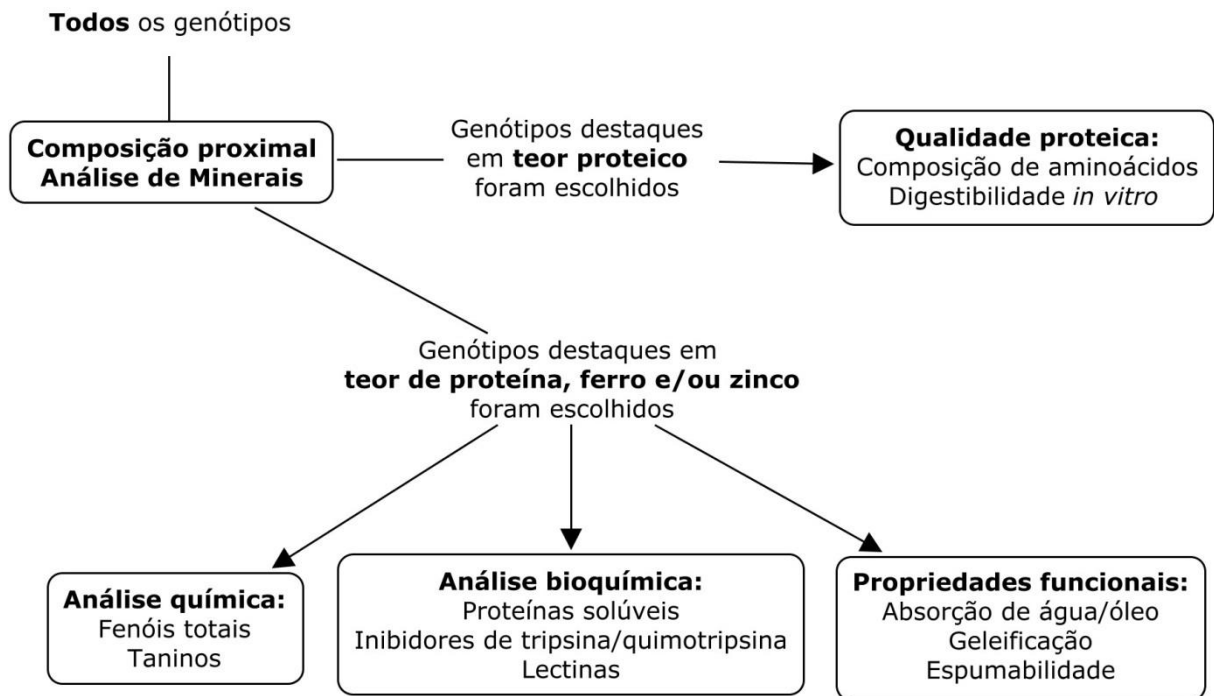 Todos os genótipos
Composição proximal
Análise de Minerais
Genótipos destaques
em teor proteico
foram escolhidos
Qualidade proteica:
Composição de aminoácidos
Digestibilidade in vitro
Genótipos destaques em
teor de proteína, ferro e/ou zinco
foram escolhidos
Análise química:
Fenóis totais
Taninos
Análise bioquímica:
Proteínas solúveis
Inibidores de tripsina/quimotripsina
Lectinas
Propriedades funcionais:
Absorção de água/óleo
Geleificação
Espumabilidade